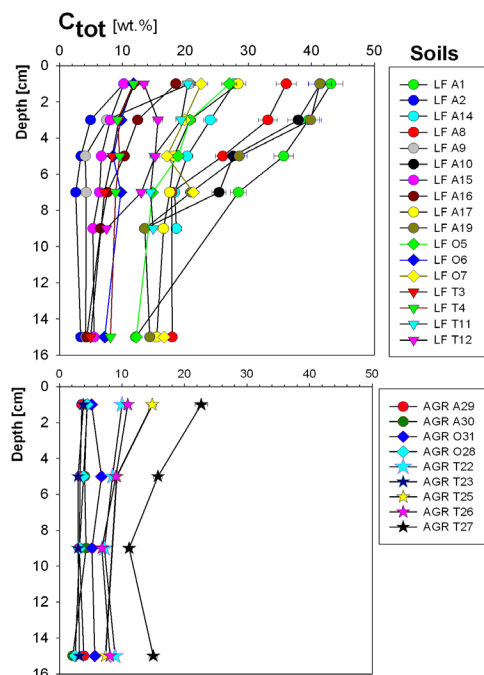 Ctot [wt.%]
0 10 20 30 40 50
Depth [cm]
0
2
4
6
8
10
12
14
16
Soils
LF A1
LF A2
LF A14
LF A8
LF A9
LF A10
LF A15
LF A16
LF A17
LF A19
LF O5
LF O6
LF O7
LF T3
LF T4
LF T11
LF T12
0 10 20 30 40 50
Depth [cm]
0
2
4
6
8
10
12
14
16
AGR A29
AGR A30
AGR O31
AGR O28
AGR T22
AGR T23
AGR T25
AGR T26
AGR T27